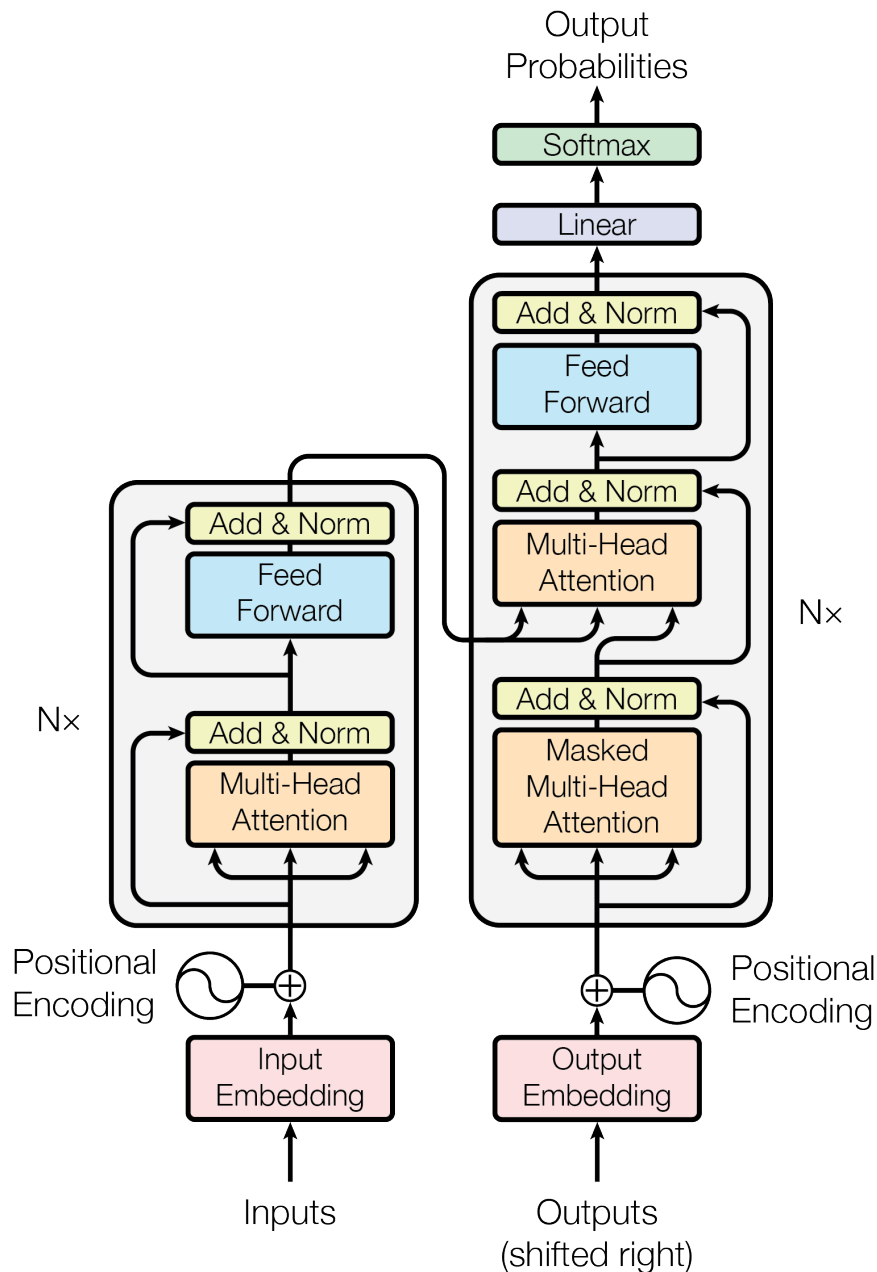 Output
Probabilities
Softmax
Linear
Add & Norm
Feed
Forward
Add & Norm
Multi-Head
Attention
Add & Norm
Masked
Multi-Head
Attention
N×
Add & Norm
Feed
Forward
Add & Norm
Multi-Head
Attention
N×
Positional
Encoding
Positional
Encoding
Input
Embedding
Output
Embedding
Inputs
Outputs
(shifted right)